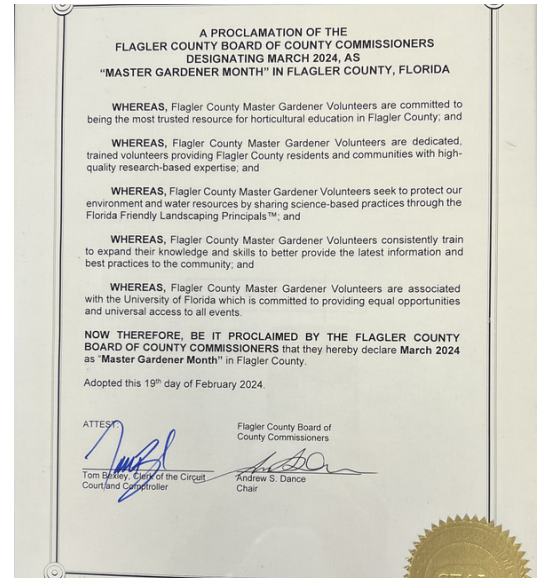 A PROCLAMATION OF THE
FLAGLER COUNTY BOARD OF COUNTY COMMISSIONERS
DESIGNATING MARCH 2024, AS
“MASTER GARDENER MONTH” IN FLAGLER COUNTY, FLORIDA
WHEREAS, Flagler County Master Gardener Volunteers are committed to
being the most trusted resource for horticultural education in Flagler County; and
WHEREAS, Flagler County Master Gardener Volunteers are dedicated,
trained volunteers providing Flagler County residents and communities with high-
quality research-based expertise; and
WHEREAS, Flagler County Master Gardener Volunteers seek to protect our
environment and water resources by sharing science-based practices through the
Florida Friendly Landscaping Principals™; and
WHEREAS, Flagler County Master Gardener Volunteers consistently train
to expand their knowledge and skills to better provide the latest information and
best practices to the community; and
WHEREAS, Flagler County Master Gardener Volunteers are associated
with the University of Florida which is committed to providing equal opportunities
and universal access to all events.
NOW THEREFORE, BE IT PROCLAIMED BY THE FLAGLER COUNTY
BOARD OF COUNTY COMMISSIONERS that they hereby declare March 2024
as “Master Gardener Month” in Flagler County.
Adopted this 19th day of February 2024.
ATTEST:
Tom Bexley, Clerk of the Circuit
Court and Comptroller
Flagler County Board of
County Commissioners
Andrew S. Dance
Chair